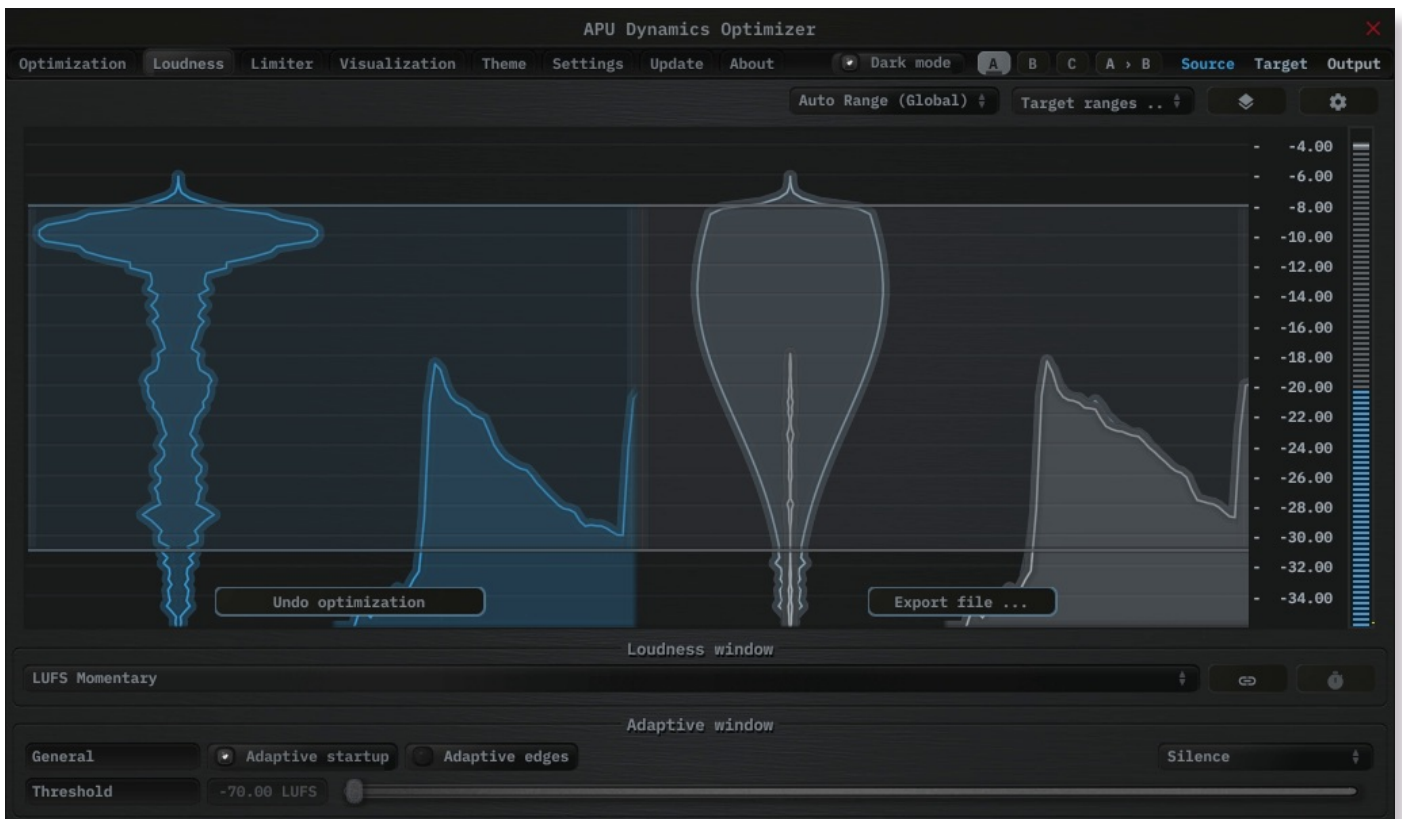 APU Dynamics Optimizer
Optimization Loudness Limiter Visualization Theme Settings Update About Dark mode A B C A › B Source Target Output
Auto Range (Global) Target ranges ..
- -4.00
- -6.00
- -8.00
- -10.00
- -12.00
- -14.00
- -16.00
- -18.00
- -20.00
- -22.00
- -24.00
- -26.00
- -28.00
- -30.00
- -32.00
- -34.00
Undo optimization Export file ...
Loudness window
LUFS Momentary
Adaptive window
General Adaptive startup Adaptive edges Silence
Threshold -70.00 LUFS